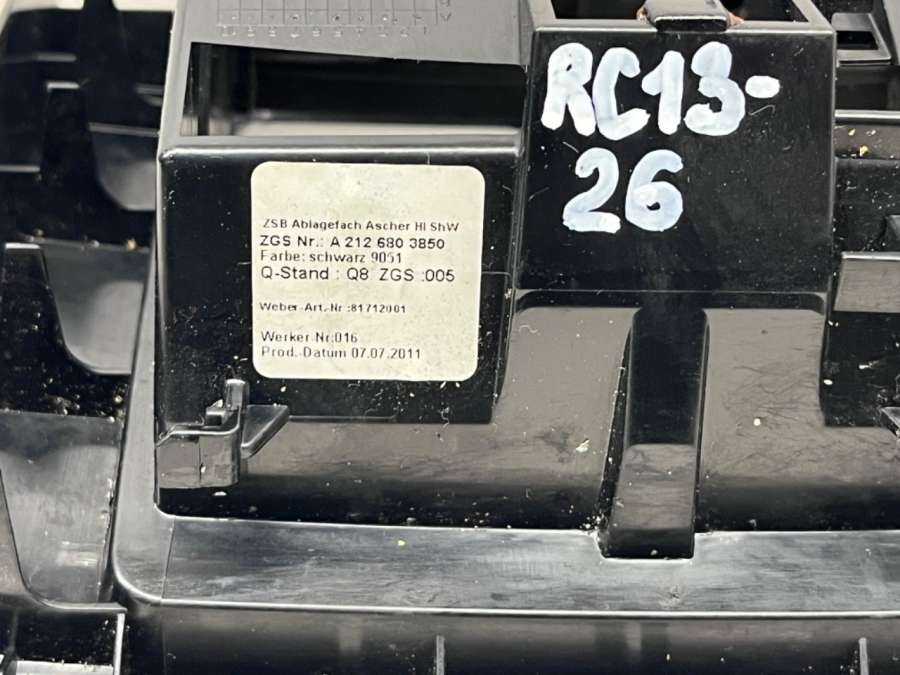 RC13-
26
ZSB Ablagefach Ascher HI ShW
ZGS Nr.: A 212 680 3850
Farbe: schwarz 9051
Q-Stand : Q8 ZGS :005
Weber-Art.-Nr :81712001
Werker-Nr:016
Prod.-Datum 07.07.2011